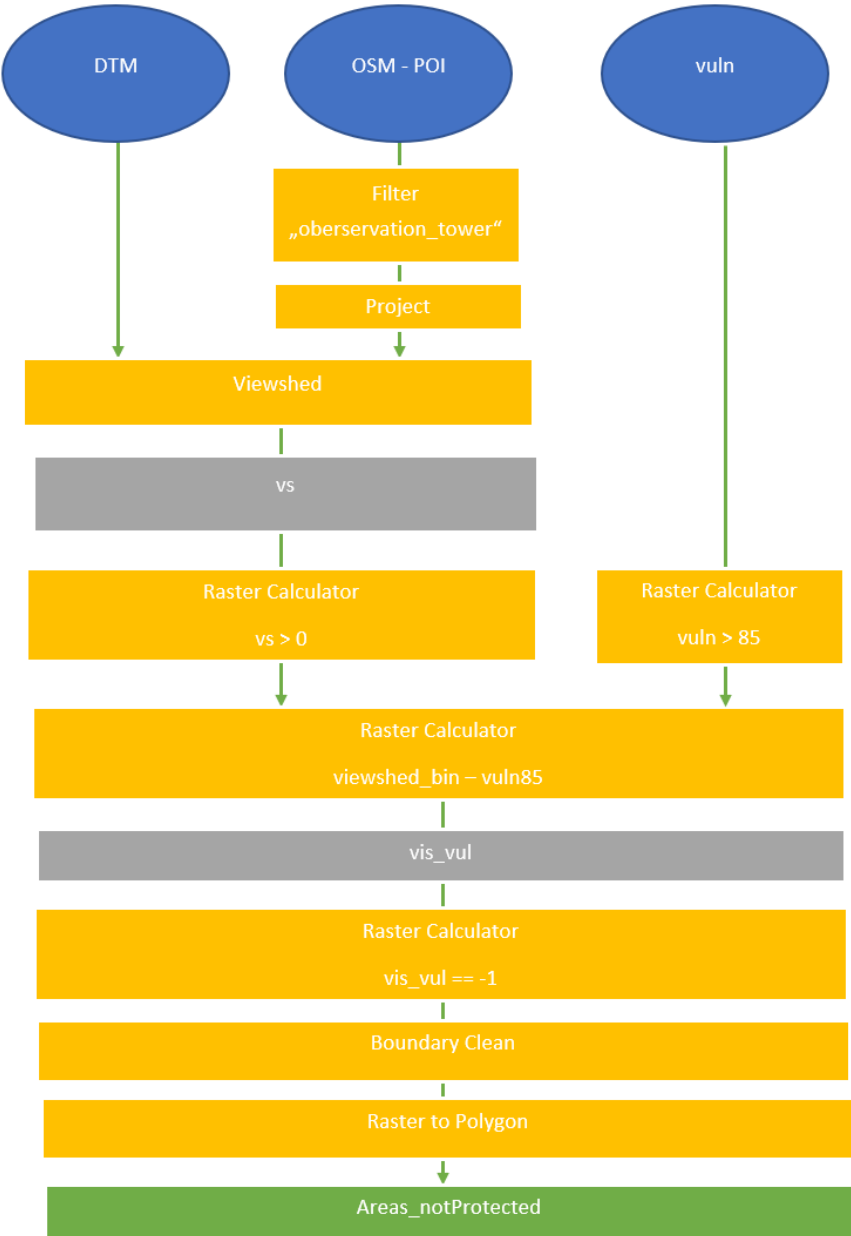 DTM
OSM - POI
vuln
Filter
„oberservation_tower“
Project
Viewshed
vs
Raster Calculator
vs > 0
Raster Calculator
vuln > 85
Raster Calculator
viewshed_bin – vuln85
vis_vul
Raster Calculator
vis_vul == -1
Boundary Clean
Raster to Polygon
Areas_notProtected